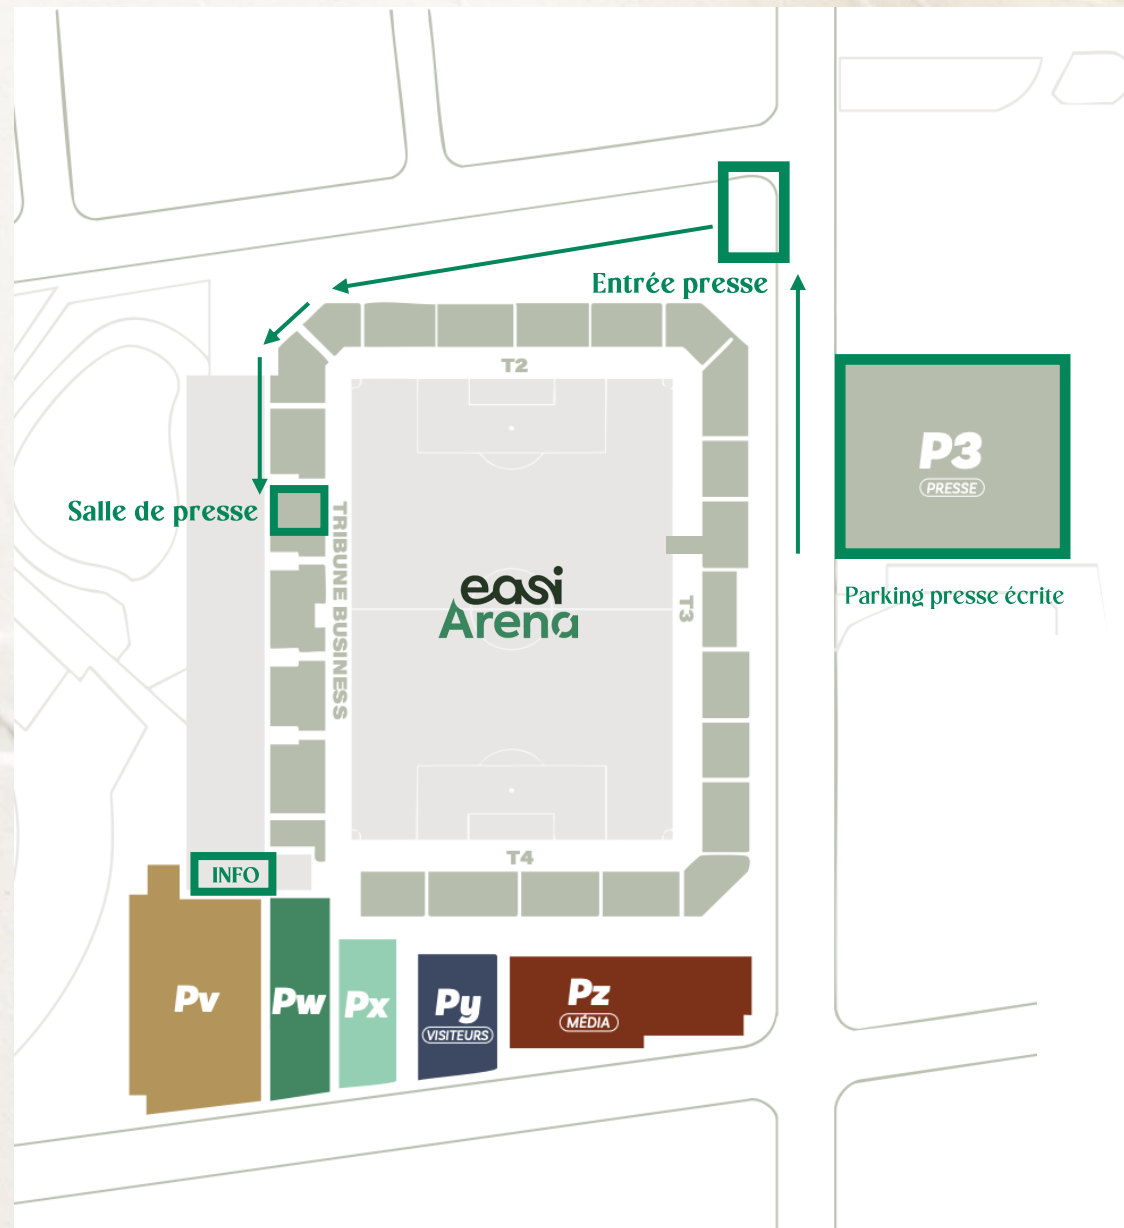 Entrée presse
T2
P3
PRESSE
Salle de presse
TRIBUNE BUSINESS
easi
Arena
T3
Parking presse écrite
T4
INFO
Pv
Pw
Px
Py
VISITEURS
Pz
MÉDIA